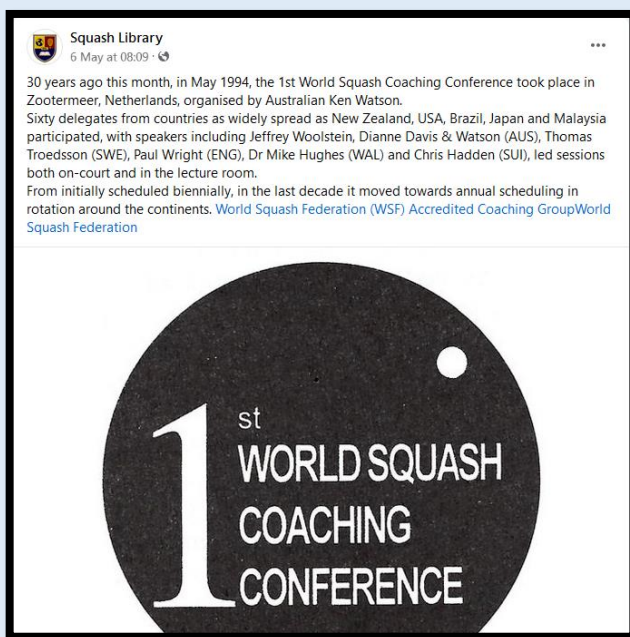 Squash Library
6 May at 08:09 ·
30 years ago this month, in May 1994, the 1st World Squash Coaching Conference took place in
Zootermeer, Netherlands, organised by Australian Ken Watson.
Sixty delegates from countries as widely spread as New Zealand, USA, Brazil, Japan and Malaysia
participated, with speakers including Jeffrey Woolstein, Dianne Davis & Watson (AUS), Thomas
Troedsson (SWE), Paul Wright (ENG), Dr Mike Hughes (WAL) and Chris Hadden (SUI), led sessions
both on-court and in the lecture room.
From initially scheduled biennially, in the last decade it moved towards annual scheduling in
rotation around the continents. World Squash Federation (WSF) Accredited Coaching GroupWorld
Squash Federation
1st
WORLD SQUASH
COACHING
CONFERENCE